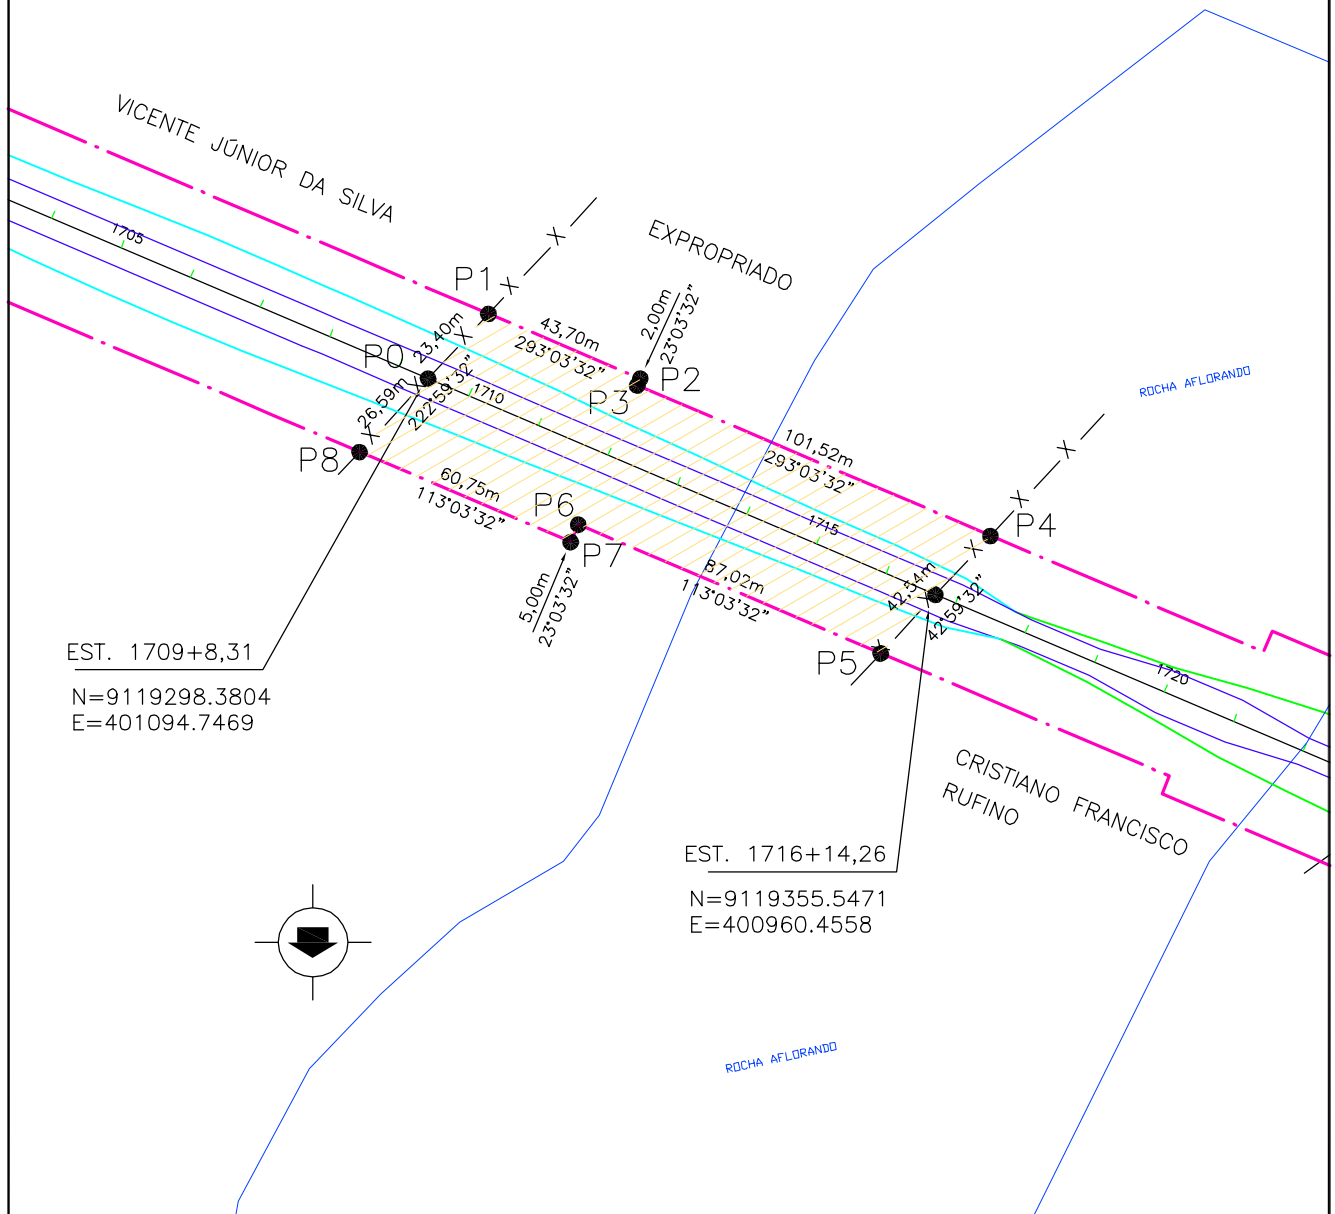 VICENTE JÚNIOR DA SILVA
1705
EXPROPRIADO
P1
2,00m
23°03'32"
43,70m
293°03'32"
23,40m
P0
26,59m
222°59'32"
1710
P2
P3
ROCHA AFLORANDO
101,52m
293°03'32"
P8
60,75m
113°03'32"
P6
P7
1715
P4
5,00m
23°03'32"
87,02m
113°03'32"
42,54m
42°59'32"
P5
1720
EST. 1709+8,31
N=9119298.3804
E=401094.7469
CRISTIANO FRANCISCO
RUFINO
EST. 1716+14,26
N=9119355.5471
E=400960.4558
ROCHA AFLORANDO